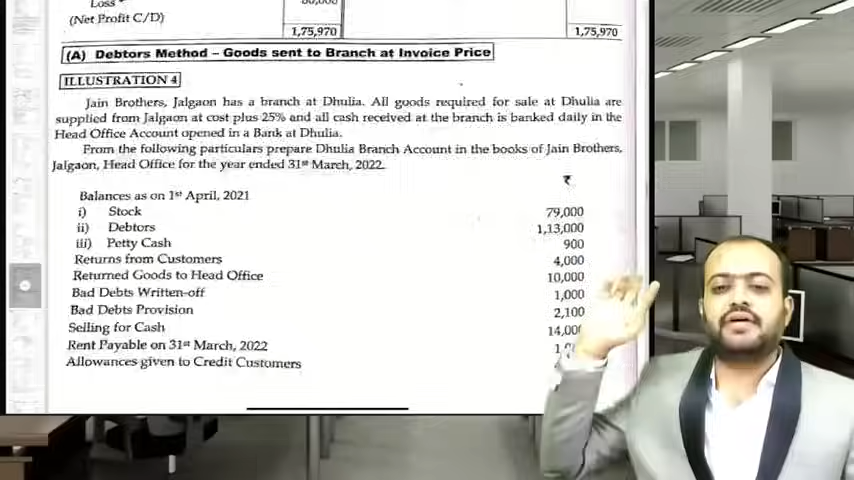 Loss
(Net Profit C/D)
1,75,970 1,75,970
(A) Debtors Method – Goods sent to Branch at Invoice Price
ILLUSTRATION 4
Jain Brothers, Jalgaon has a branch at Dhulia. All goods required for sale at Dhulia are
supplied from Jalgaon at cost plus 25% and all cash received at the branch is banked daily in the
Head Office Account opened in a Bank at Dhulia.
From the following particulars prepare Dhulia Branch Account in the books of Jain Brothers,
Jalgaon, Head Office for the year ended 31st March, 2022.
₹
Balances as on 1st April, 2021
i) Stock 79,000
ii) Debtors 1,13,000
iii) Petty Cash 900
Returns from Customers 4,000
Returned Goods to Head Office 10,000
Bad Debts Written-off 1,000
Bad Debts Provision 2,100
Selling for Cash 14,000
Rent Payable on 31st March, 2022
Allowances given to Credit Customers